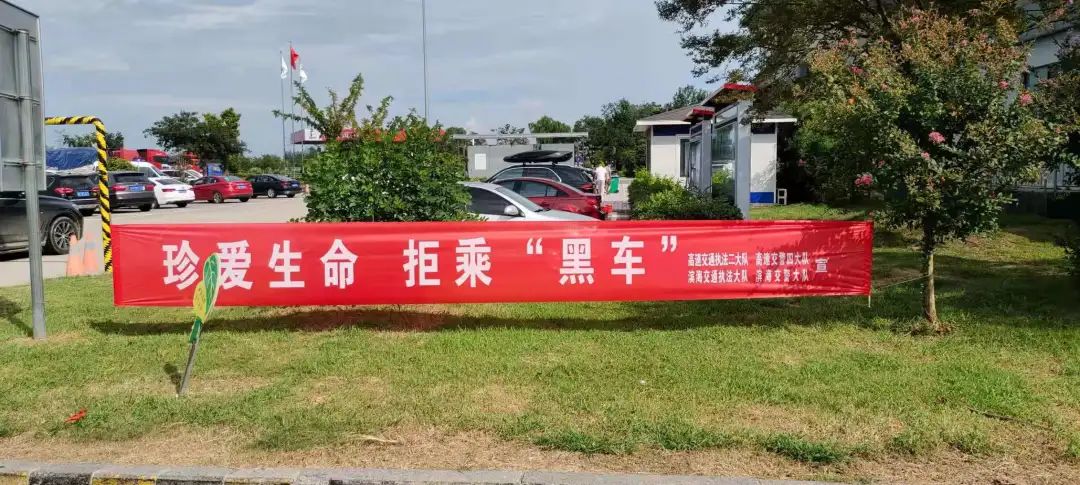 珍爱生命 拒乘“黑车”
高速交通执法二大队 高速交警四大队
滨海交通执法大队 滨海交警大队
宣